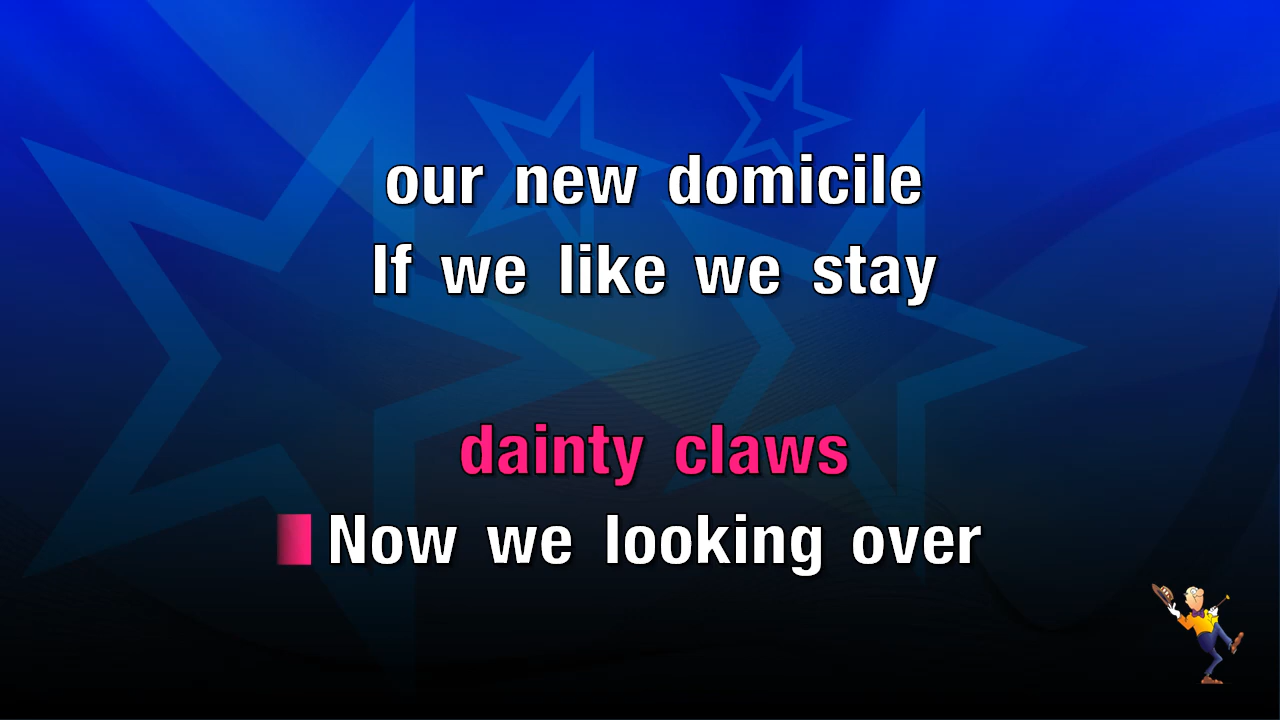 our new domicile
If we like we stay
dainty claws
Now we looking over